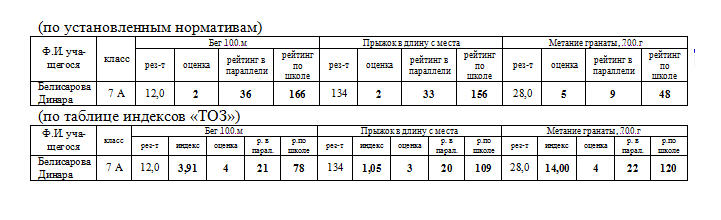 (по установленным нормативам)
Ф.И. уча-щегося | класс | Бег 100.м | Прыжок в длину с места | Метание гранаты, 700.г
рез-т | оценка | рейтинг в параллели | рейтинг по школе | рез-т | оценка | рейтинг в параллели | рейтинг по школе | рез-т | оценка | рейтинг в параллели | рейтинг по школе
Белисарова Динара | 7 А | 12,0 | 2 | 36 | 166 | 134 | 2 | 33 | 156 | 28,0 | 5 | 9 | 48
(по таблице индексов «ТОЗ»)
Ф.И. уча-щегося | класс | Бег 100.м | Прыжок в длину с места | Метание гранаты, 700.г
рез-т | индекс | оценка | р. в парал. | р.по школе | рез-т | индекс | оценка | р. в парал. | р.по школе | рез-т | индекс | оценка | р. в парал. | р.по школе
Белисарова Динара | 7 А | 12,0 | 3,91 | 4 | 21 | 78 | 134 | 1,05 | 3 | 20 | 109 | 28,0 | 14,00 | 4 | 22 | 120